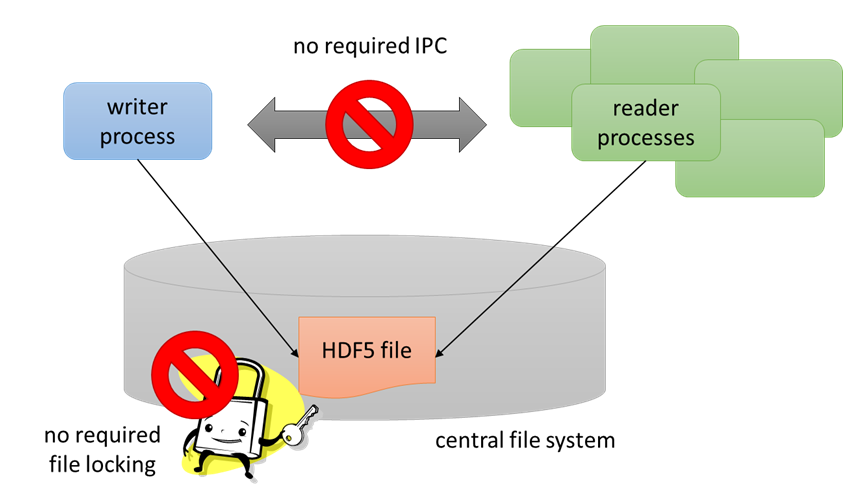 no required IPC
writer
process
reader
processes
HDF5 file
no required
file locking
central file system